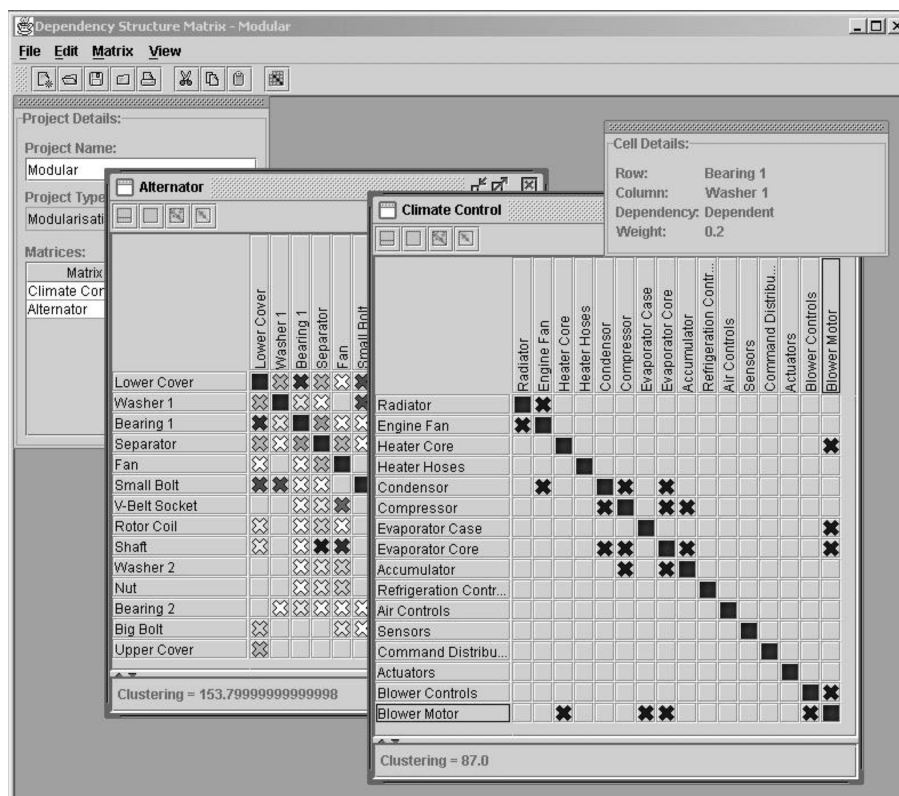 Dependency Structure Matrix - Modular
File Edit Matrix View
Project Details:
Project Name:
Modular
Project Type
Modularisati
Matrices:
Matrix
Climate Cor
Alternator
Alternator
Lower Cover
Washer 1
Bearing 1
Separator
Fan
Small Bolt
Lower Cover
Washer 1
Bearing 1
Separator
Fan
Small Bolt
V-Belt Socket
Rotor Coil
Shaft
Washer 2
Nut
Bearing 2
Big Bolt
Upper Cover
Clustering = 153.79999999999998
Climate Control
Radiator
Engine Fan
Heater Core
Heater Hoses
Condensor
Compressor
Evaporator Case
Evaporator Core
Accumulator
Refrigeration Contr...
Air Controls
Sensors
Command Distribu...
Actuators
Blower Controls
Blower Motor
Radiator
Engine Fan
Heater Core
Heater Hoses
Condensor
Compressor
Evaporator Case
Evaporator Core
Accumulator
Refrigeration Contr...
Air Controls
Sensors
Command Distribu...
Actuators
Blower Controls
Blower Motor
Clustering = 87.0
Cell Details:
Row: Bearing 1
Column: Washer 1
Dependency: Dependent
Weight: 0.2